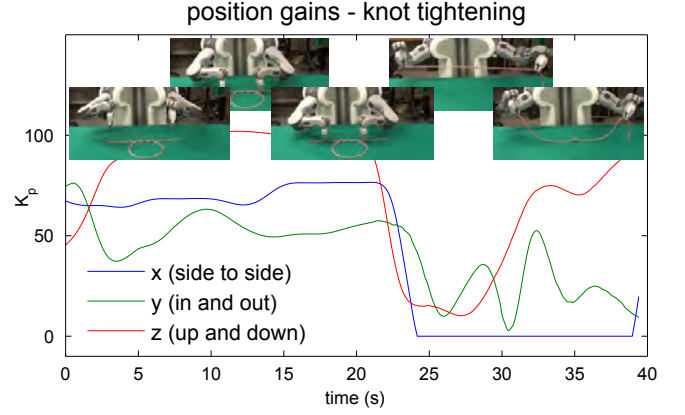 position gains - knot tightening
100
50
0
K_p
x (side to side)
y (in and out)
z (up and down)
0 5 10 15 20 25 30 35 40
time (s)